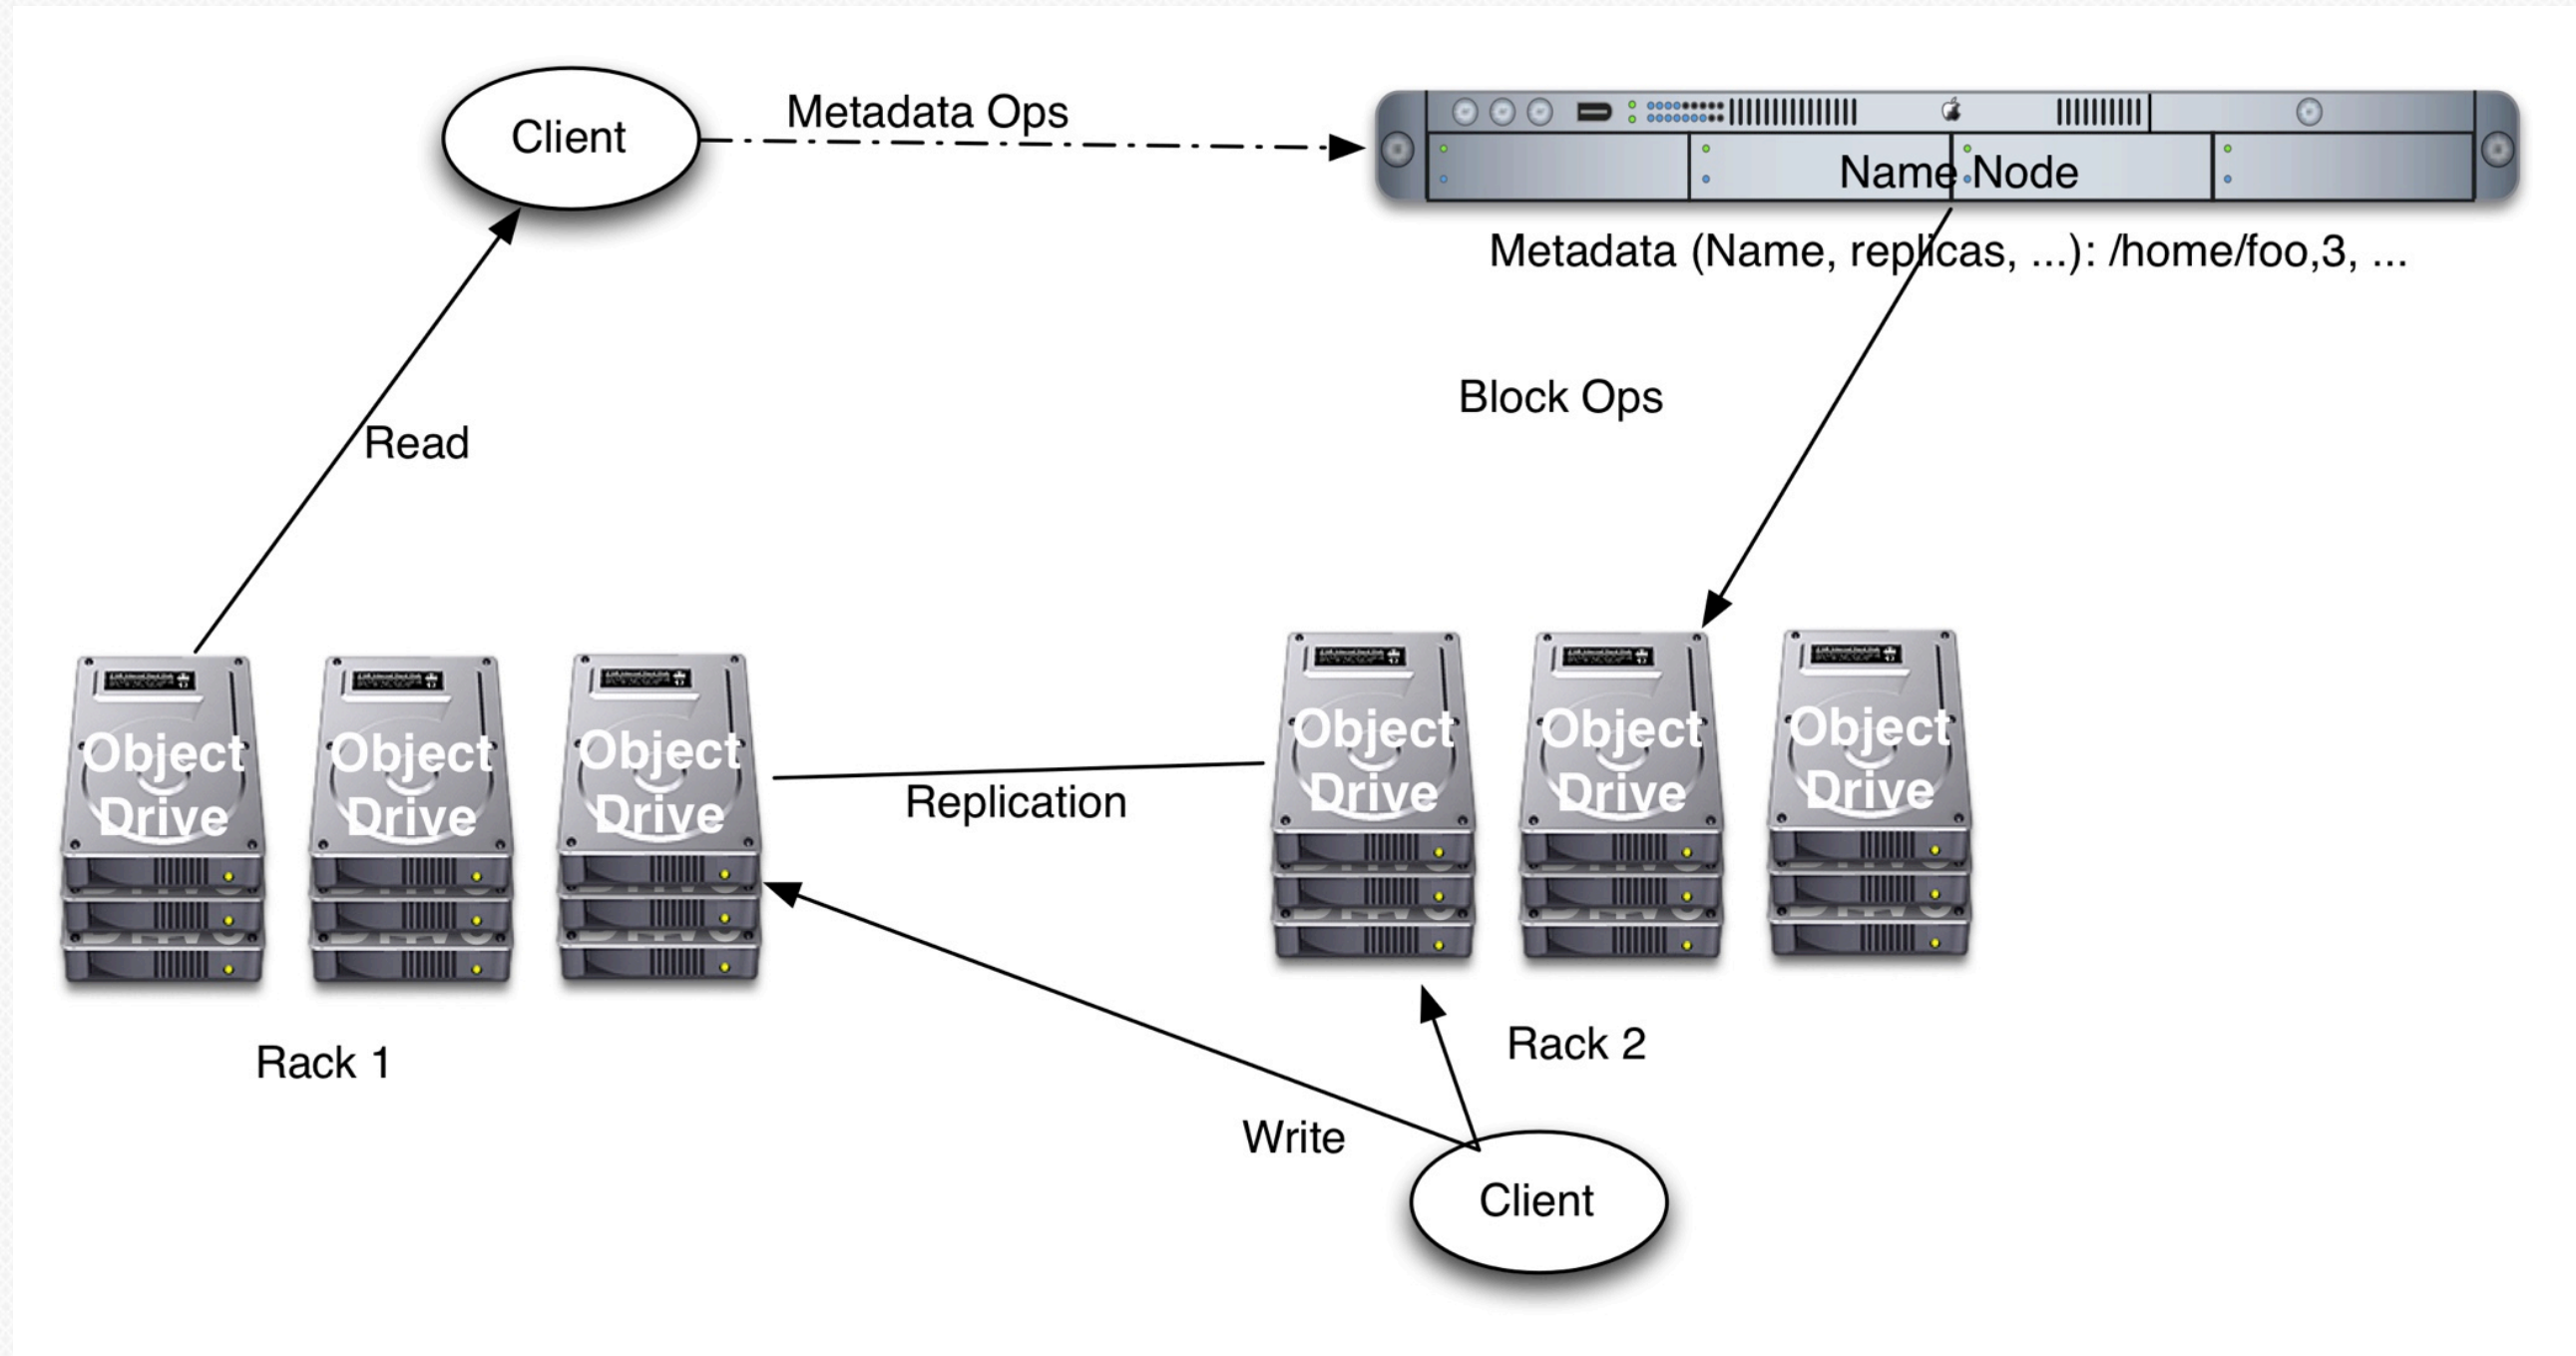 Client
Metadata Ops
Name Node
Metadata (Name, replicas, ...): /home/foo,3, ...
Block Ops
Read
Object
Drive
Object
Drive
Object
Drive
Replication
Object
Drive
Object
Drive
Object
Drive
Rack 1
Rack 2
Write
Client